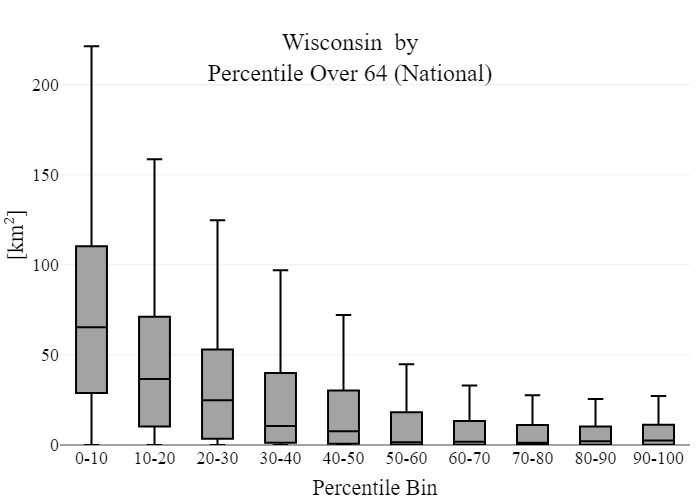 Wisconsin by
Percentile Over 64 (National)
[km²]
200
150
100
50
0
0-10 10-20 20-30 30-40 40-50 50-60 60-70 70-80 80-90 90-100
Percentile Bin